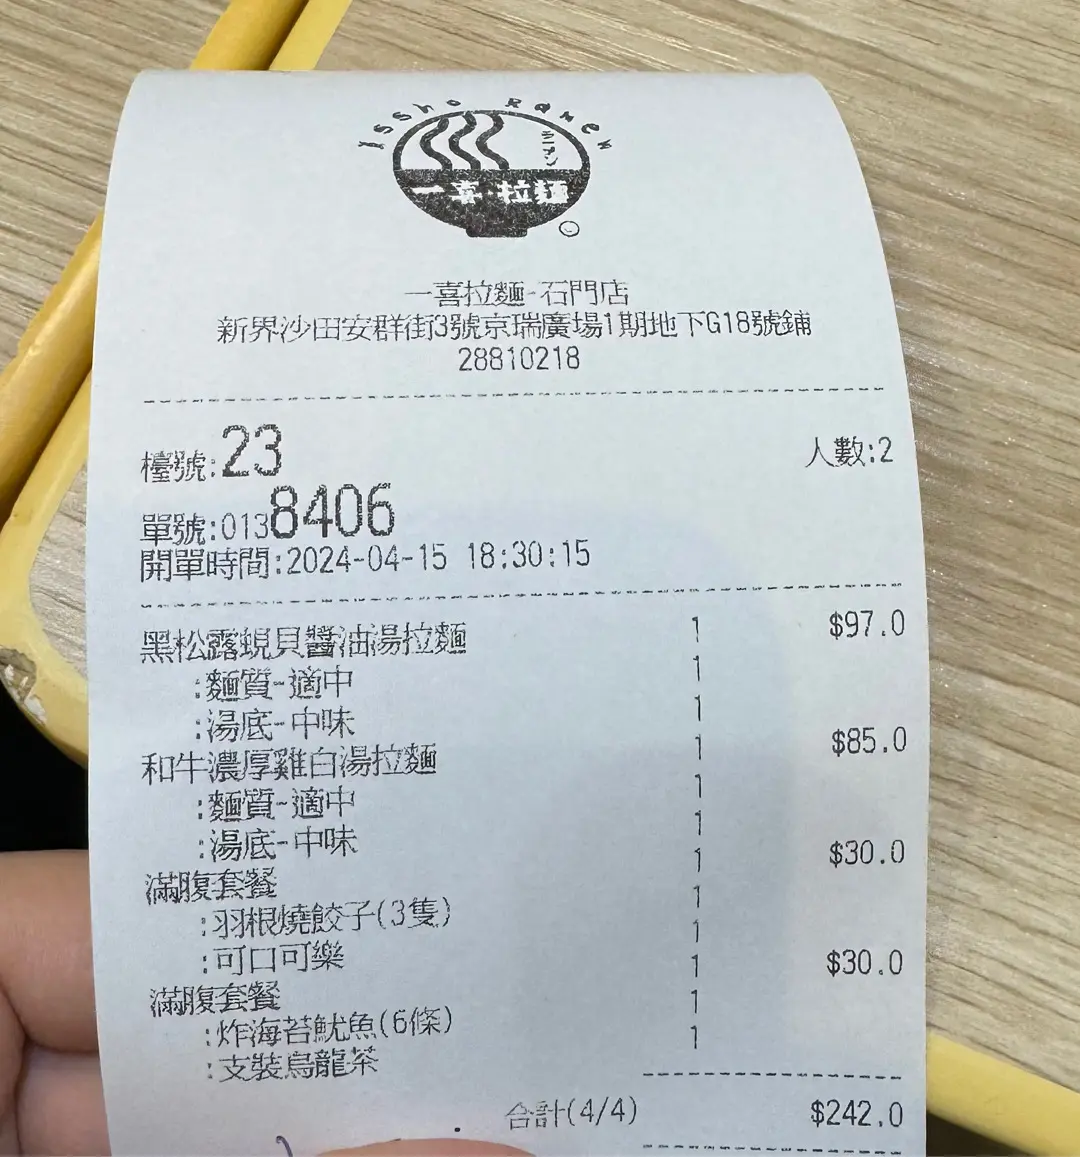 Issho Ramen
ラーメン
一喜·拉麵
一喜拉麵-石門店
新界沙田安群街3號京瑞廣場1期地下G18號鋪
28810218
檯號:23 人數:2
單號:0138406
開單時間:2024-04-15 18:30:15
黑松露蜆貝醬油湯拉麵 1 $97.0
:麵質-適中 1
:湯底-中味 1
和牛濃厚雞白湯拉麵 1 $85.0
:麵質-適中 1
:湯底-中味 1
滿腹套餐 1 $30.0
:羽根燒餃子(3隻) 1
:可口可樂 1
滿腹套餐 1 $30.0
:炸海苔魷魚(6條) 1
:支裝烏龍茶 1
合計(4/4) $242.0